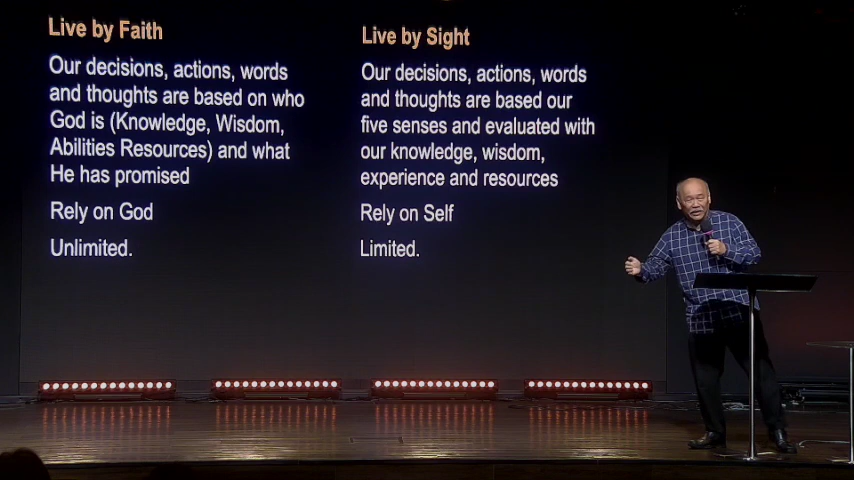 Live by Faith
Our decisions, actions, words
and thoughts are based on who
God is (Knowledge, Wisdom,
Abilities Resources) and what
He has promised
Rely on God
Unlimited.
Live by Sight
Our decisions, actions, words
and thoughts are based our
five senses and evaluated with
our knowledge, wisdom,
experience and resources
Rely on Self
Limited.